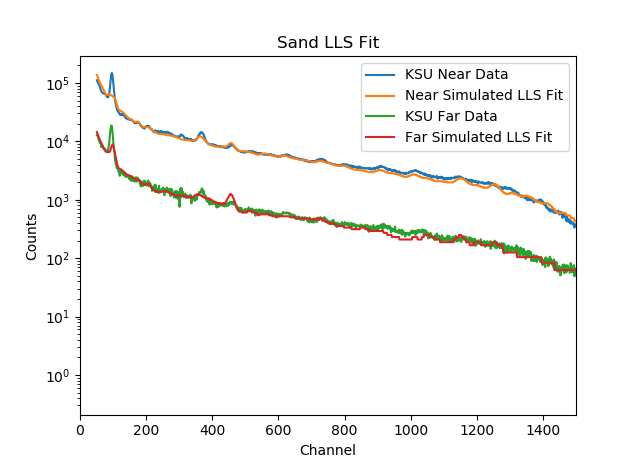 Sand LLS Fit
KSU Near Data
Near Simulated LLS Fit
KSU Far Data
Far Simulated LLS Fit
10^5
10^4
10^3
10^2
10^1
10^0
Counts
0 200 400 600 800 1000 1200 1400
Channel